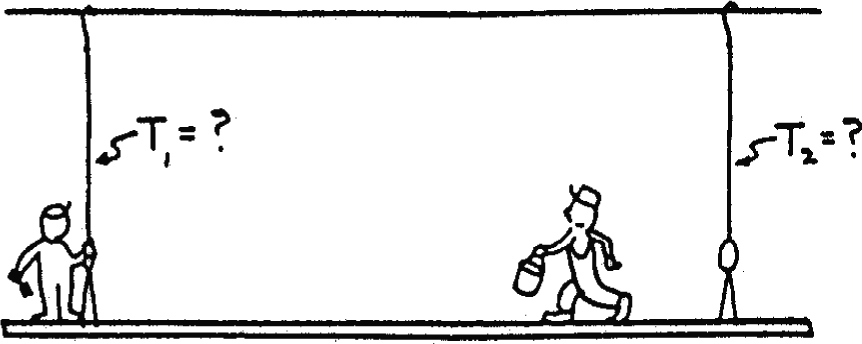 T₁ = ?
T₂ = ?